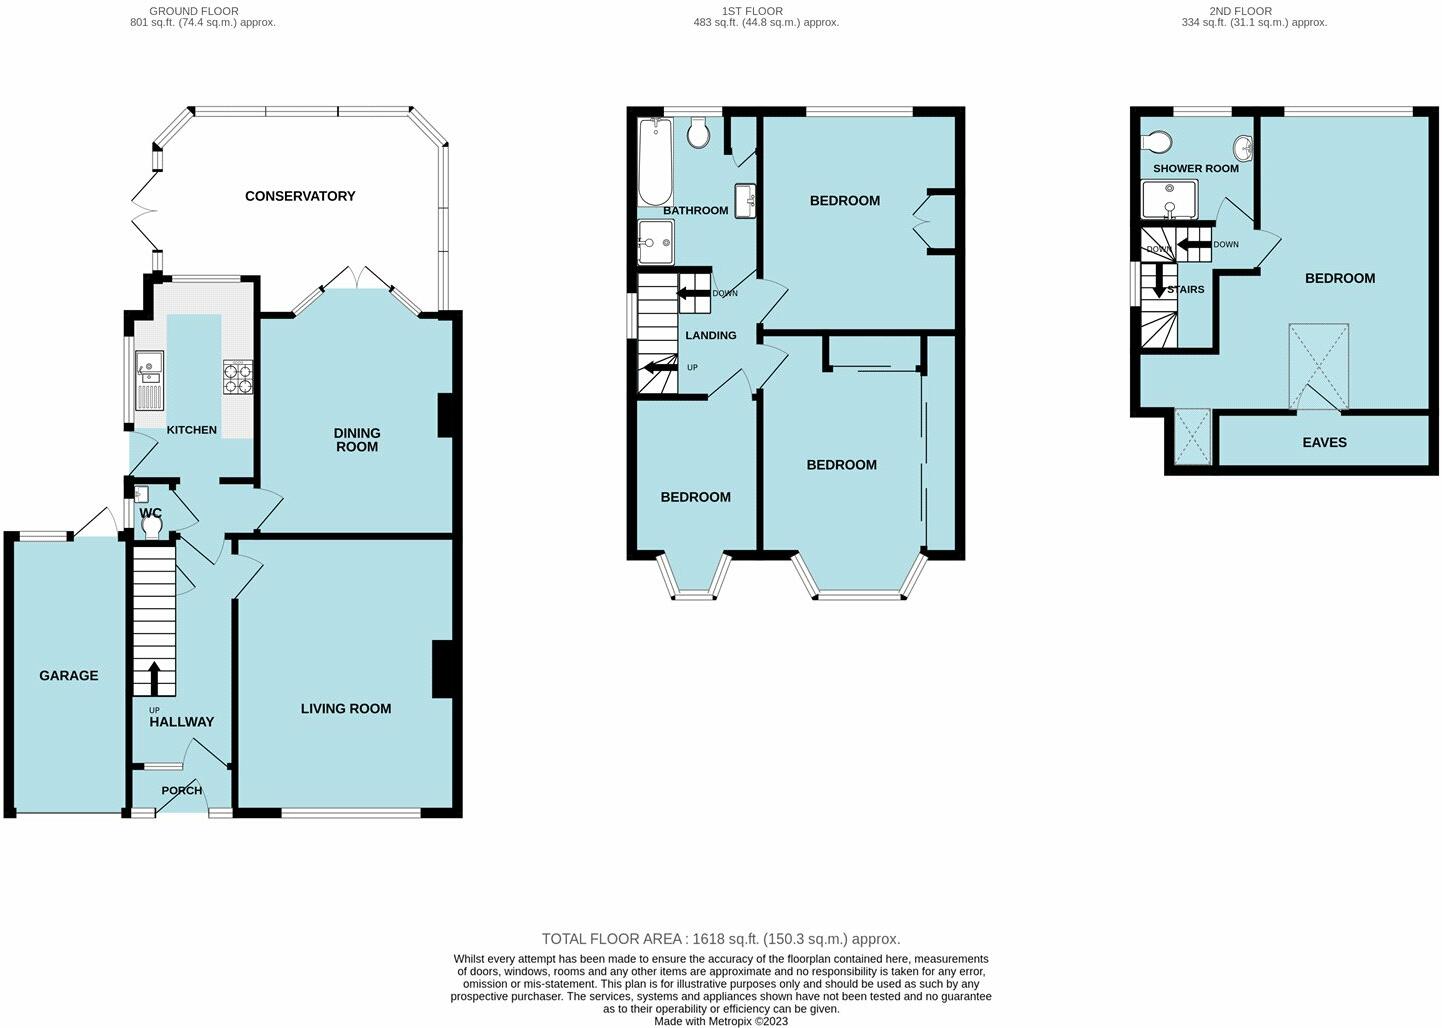 GROUND FLOOR
801 sq.ft. (74.4 sq.m.) approx.
1ST FLOOR
483 sq.ft. (44.8 sq.m.) approx.
2ND FLOOR
334 sq.ft. (31.1 sq.m.) approx.
CONSERVATORY
KITCHEN
DINING
ROOM
WC
GARAGE
UP
HALLWAY
LIVING ROOM
PORCH
BATHROOM
BEDROOM
DOWN
LANDING
UP
BEDROOM
BEDROOM
SHOWER ROOM
DOWN
DOWN
STAIRS
BEDROOM
EAVES
TOTAL FLOOR AREA : 1618 sq.ft. (150.3 sq.m.) approx.
Whilst every attempt has been made to ensure the accuracy of the floorplan contained here, measurements
of doors, windows, rooms and any other items are approximate and no responsibility is taken for any error,
omission or mis-statement. This plan is for illustrative purposes only and should be used as such by any
prospective purchaser. The services, systems and appliances shown have not been tested and no guarantee
as to their operability or efficiency can be given.
Made with Metropix ©2023